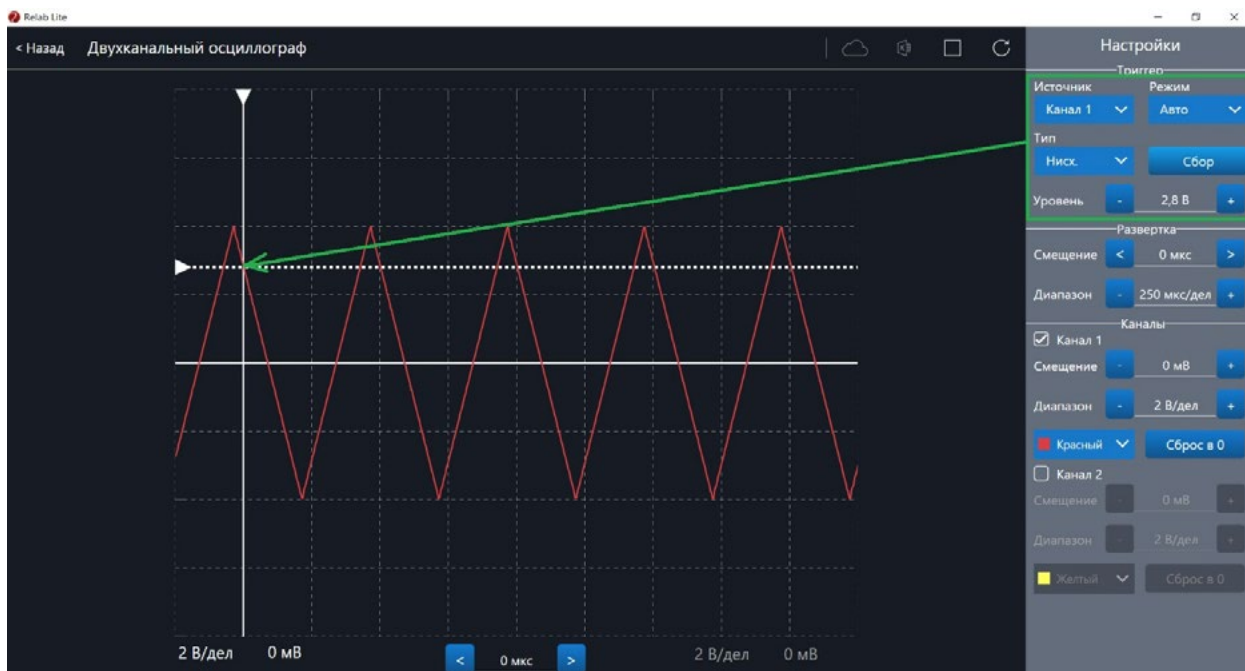 Relab Lite
< Назад Двухканальный осциллограф
Настройки
Триггер
Источник Режим
Канал 1 Авто
Тип
Нисх. Сбор
Уровень - 2,8 В +
Развертка
Смещение < 0 мкс >
Диапазон - 250 мкс/дел +
Каналы
Канал 1
Смещение - 0 мВ +
Диапазон - 2 В/дел +
Красный Сброс в 0
Канал 2
Смещение - 0 мВ +
Диапазон - 2 В/дел +
Желтый Сброс в 0
2 В/дел 0 мВ < 0 мкс > 2 В/дел 0 мВ